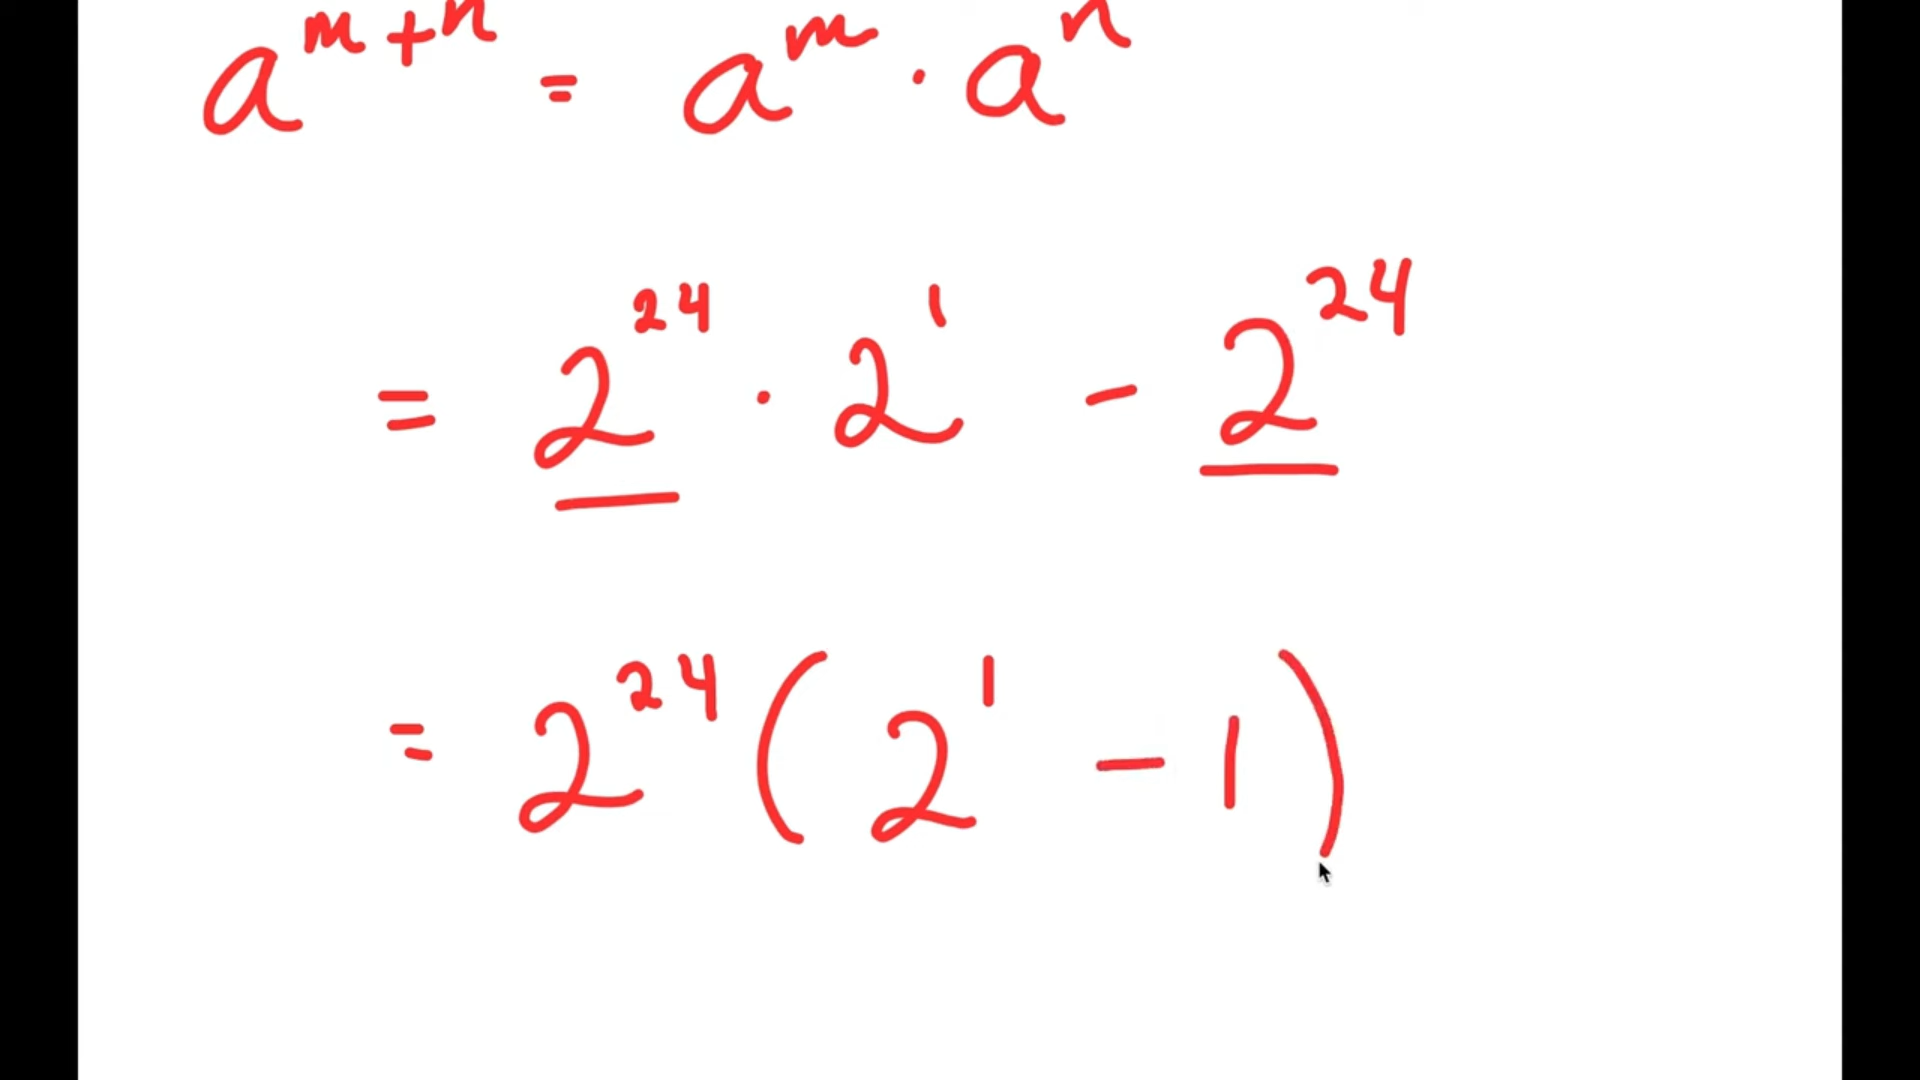 a^{m+n} = a^m · a^n
= 2^{24} · 2^1 - 2^{24}
= 2^{24} ( 2^1 - 1 )